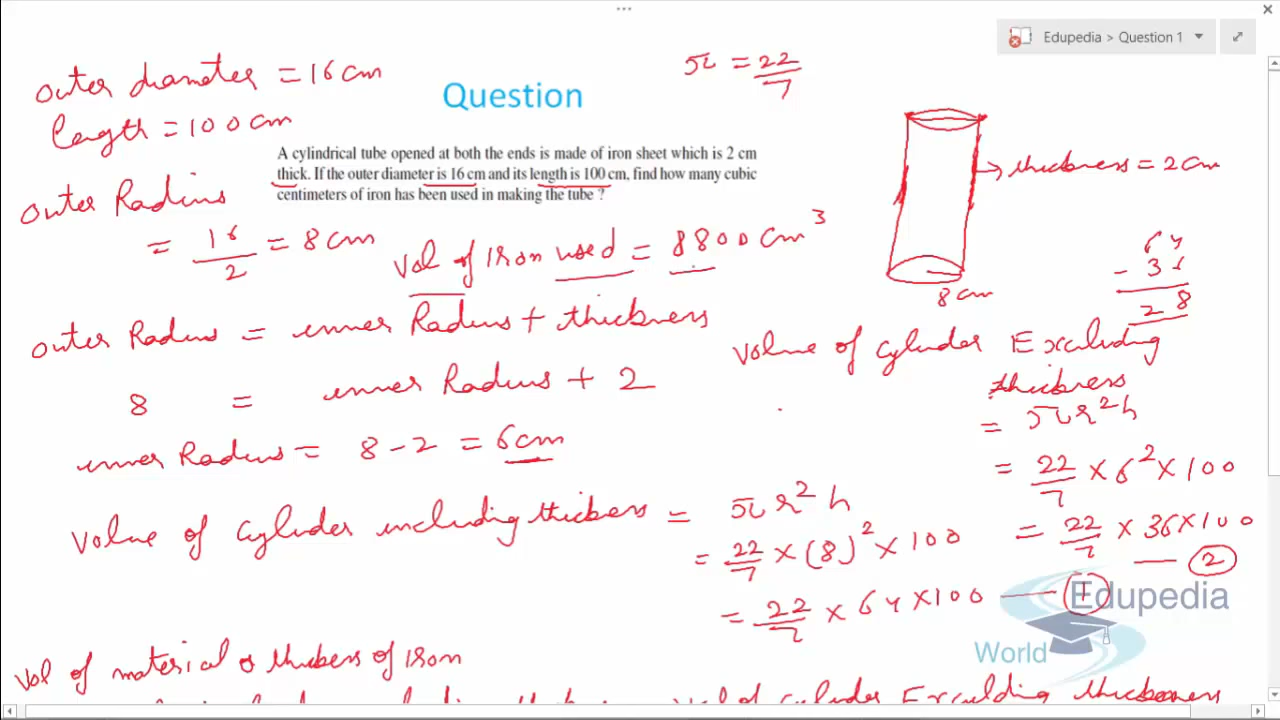 Edupedia > Question 1
Outer diameter = 16 cm
length = 100 cm
π = 22/7
Question
A cylindrical tube opened at both the ends is made of iron sheet which is 2 cm
thick. If the outer diameter is 16 cm and its length is 100 cm, find how many cubic
centimeters of iron has been used in making the tube ?
Outer Radius
= 16/2 = 8 cm
Vol of Iron used = 8800 cm³
→ thickness = 2 cm
8 cm
64
- 36
28
Outer Radius = inner Radius + thickness
8 = inner Radius + 2
inner Radius = 8 - 2 = 6 cm
Volume of cylinder including thickness = πr²h
= 22/7 × (8)² × 100
= 22/7 × 64 × 100 — ①
Volume of cylinder Excluding
thickness
= πr²h
= 22/7 × 6² × 100
= 22/7 × 36 × 100
— ②
Edupedia
World
Vol of material & thickness of Iron
Vol of cylinder Excluding thickness